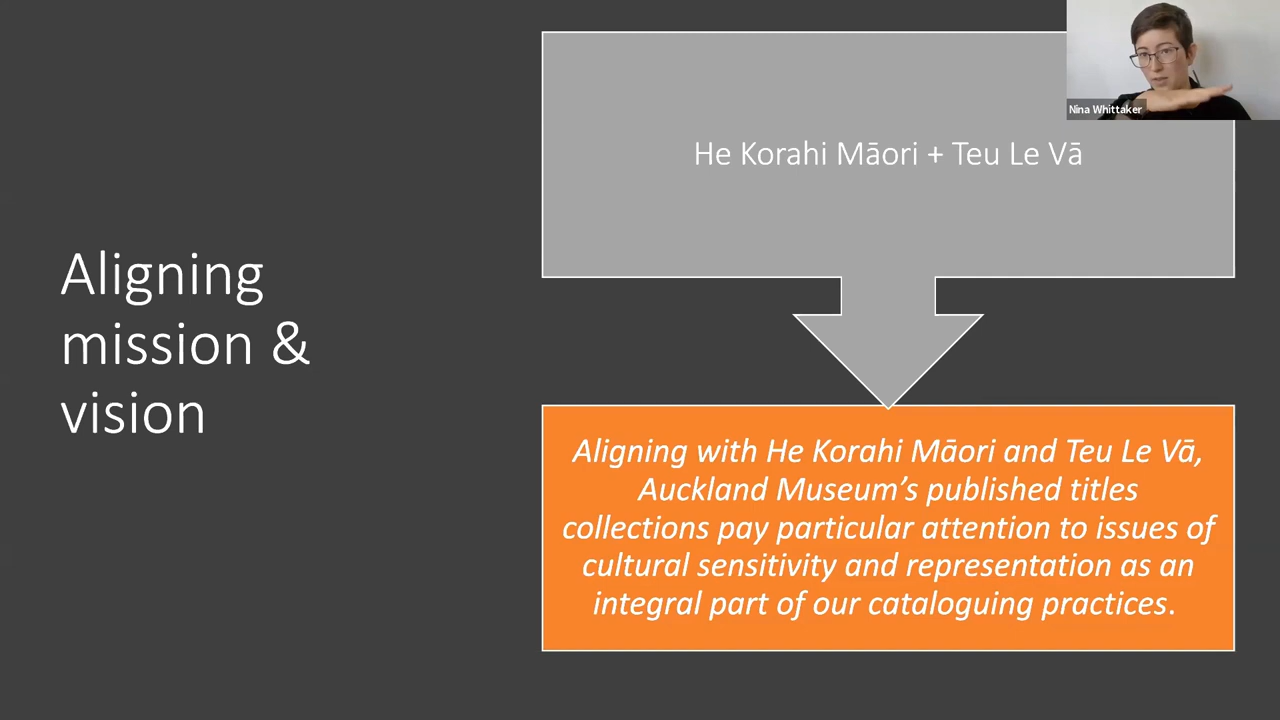 Nina Whittaker
He Korahi Māori + Teu Le Vā
Aligning
mission &
vision
Aligning with He Korahi Māori and Teu Le Vā,
Auckland Museum’s published titles
collections pay particular attention to issues of
cultural sensitivity and representation as an
integral part of our cataloguing practices.